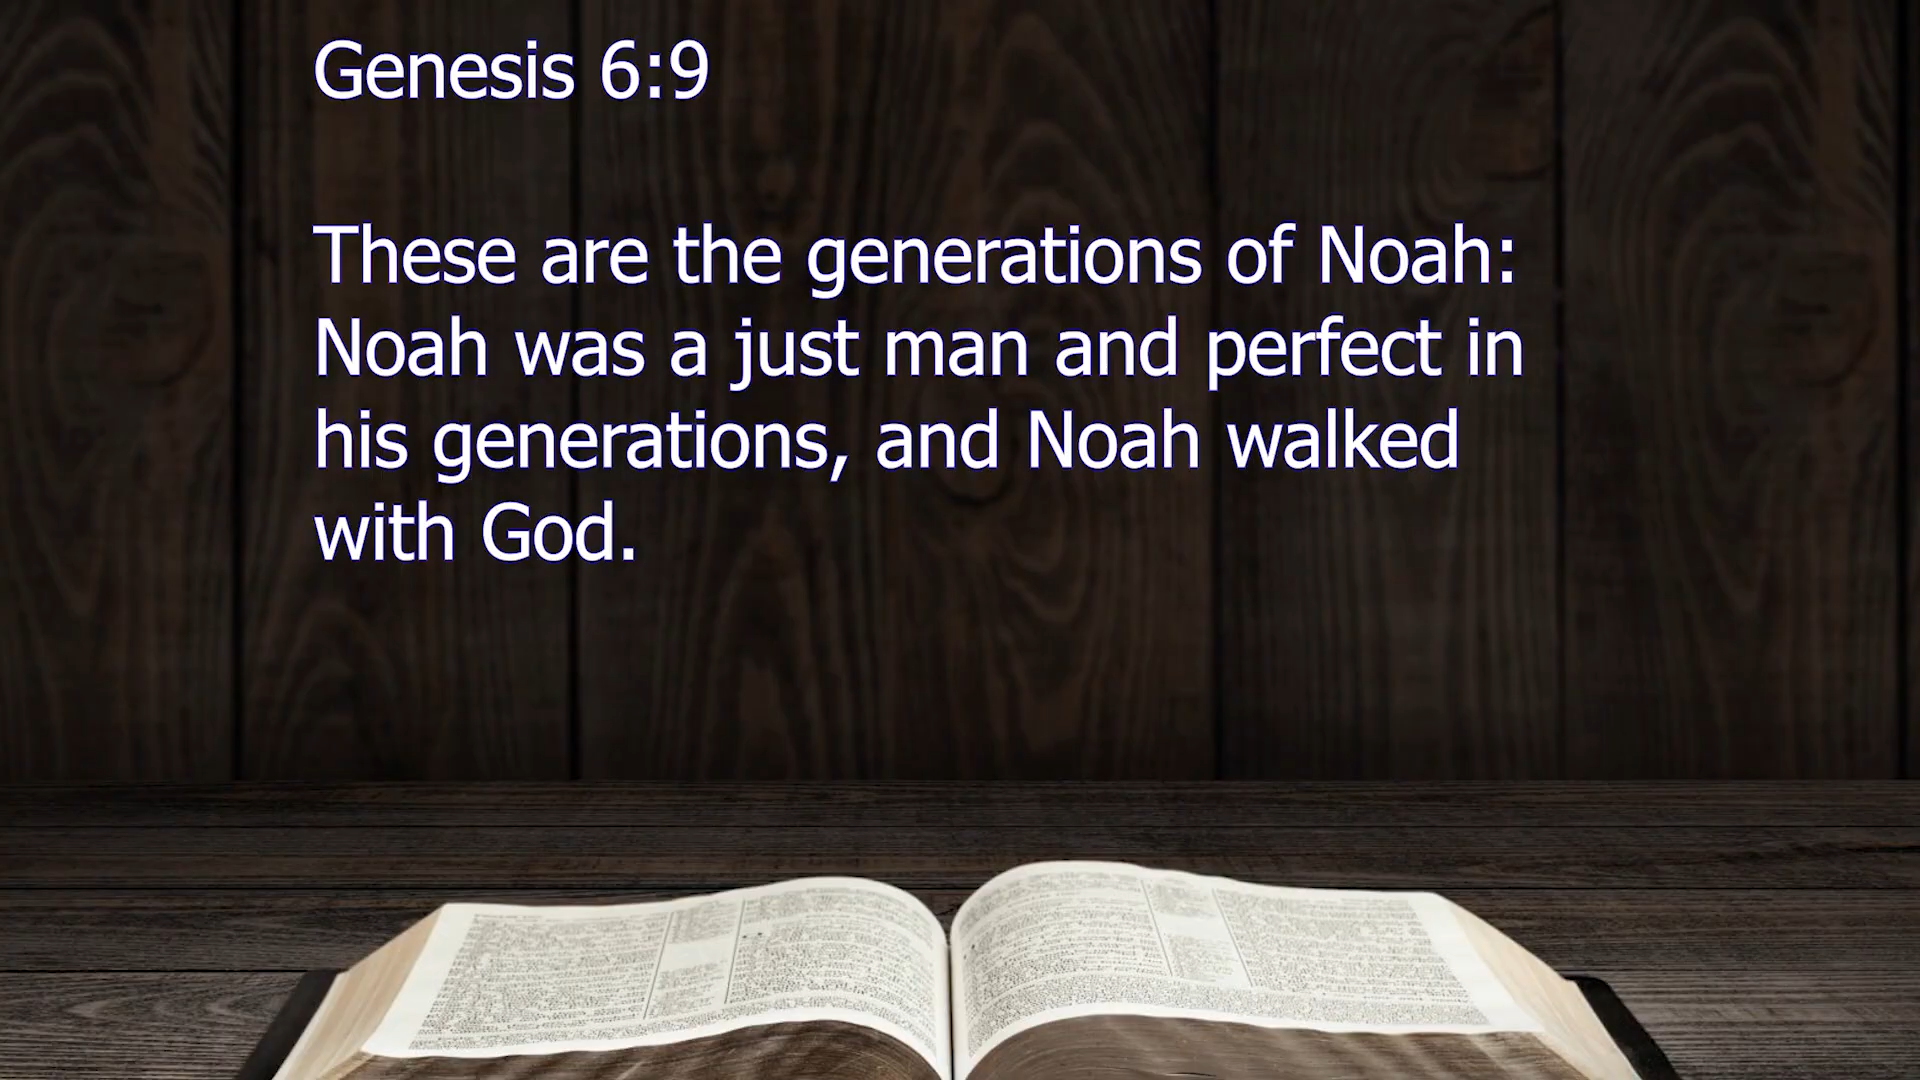 Genesis 6:9
These are the generations of Noah:
Noah was a just man and perfect in
his generations, and Noah walked
with God.